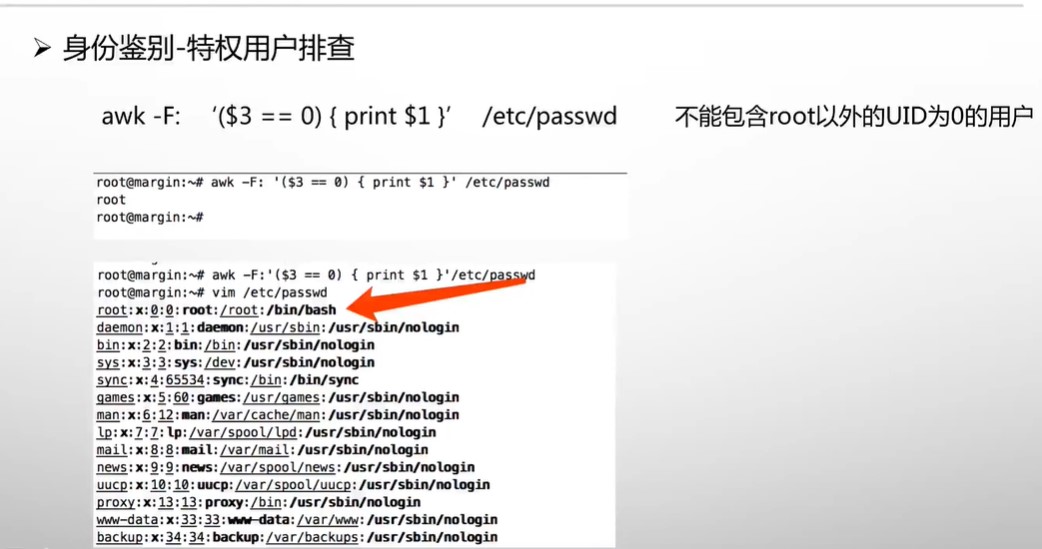 ➢ 身份鉴别-特权用户排查
awk -F: ‘($3 == 0) { print $1 }’ /etc/passwd 不能包含root以外的UID为0的用户
root@margin:~# awk -F: '($3 == 0) { print $1 }' /etc/passwd
root
root@margin:~#
root@margin:~# awk -F:'($3 == 0) { print $1 }'/etc/passwd
root@margin:~# vim /etc/passwd
root:x:0:0:root:/root:/bin/bash
daemon:x:1:1:daemon:/usr/sbin:/usr/sbin/nologin
bin:x:2:2:bin:/bin:/usr/sbin/nologin
sys:x:3:3:sys:/dev:/usr/sbin/nologin
sync:x:4:65534:sync:/bin:/bin/sync
games:x:5:60:games:/usr/games:/usr/sbin/nologin
man:x:6:12:man:/var/cache/man:/usr/sbin/nologin
lp:x:7:7:lp:/var/spool/lpd:/usr/sbin/nologin
mail:x:8:8:mail:/var/mail:/usr/sbin/nologin
news:x:9:9:news:/var/spool/news:/usr/sbin/nologin
uucp:x:10:10:uucp:/var/spool/uucp:/usr/sbin/nologin
proxy:x:13:13:proxy:/bin:/usr/sbin/nologin
www-data:x:33:33:www-data:/var/www:/usr/sbin/nologin
backup:x:34:34:backup:/var/backups:/usr/sbin/nologin